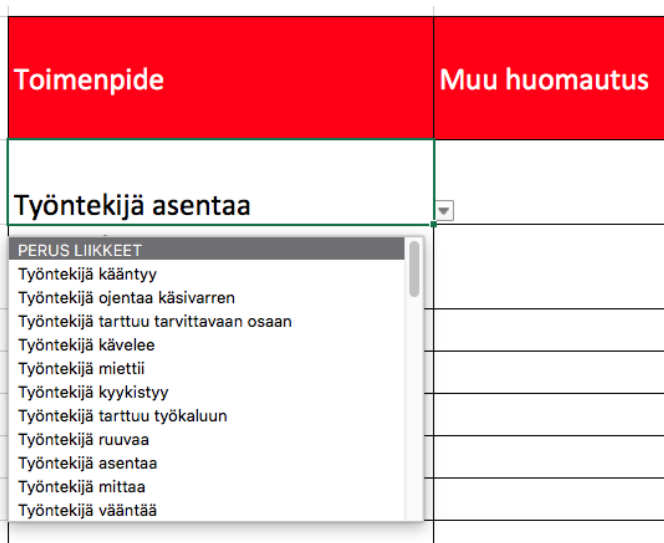 Toimenpide
Muu huomautus
Työntekijä asentaa
PERUS LIIKKEET
Työntekijä kääntyy
Työntekijä ojentaa käsivarren
Työntekijä tarttuu tarvittavaan osaan
Työntekijä kävelee
Työntekijä miettii
Työntekijä kyykistyy
Työntekijä tarttuu työkaluun
Työntekijä ruuvaa
Työntekijä asentaa
Työntekijä mittaa
Työntekijä vääntää